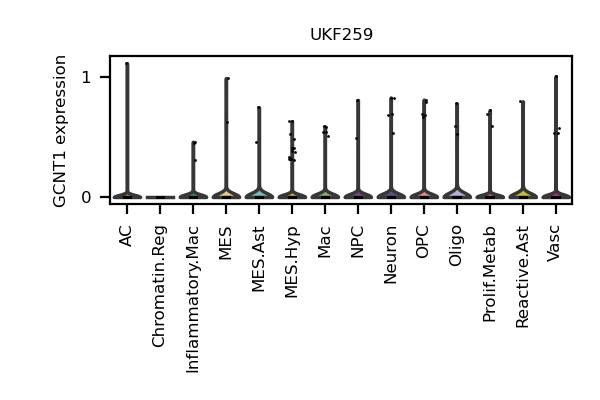 UKF259
GCNT1 expression
1
0
AC
Chromatin.Reg
Inflammatory.Mac
MES
MES.Ast
MES.Hyp
Mac
NPC
Neuron
OPC
Oligo
Prolif.Metab
Reactive.Ast
Vasc